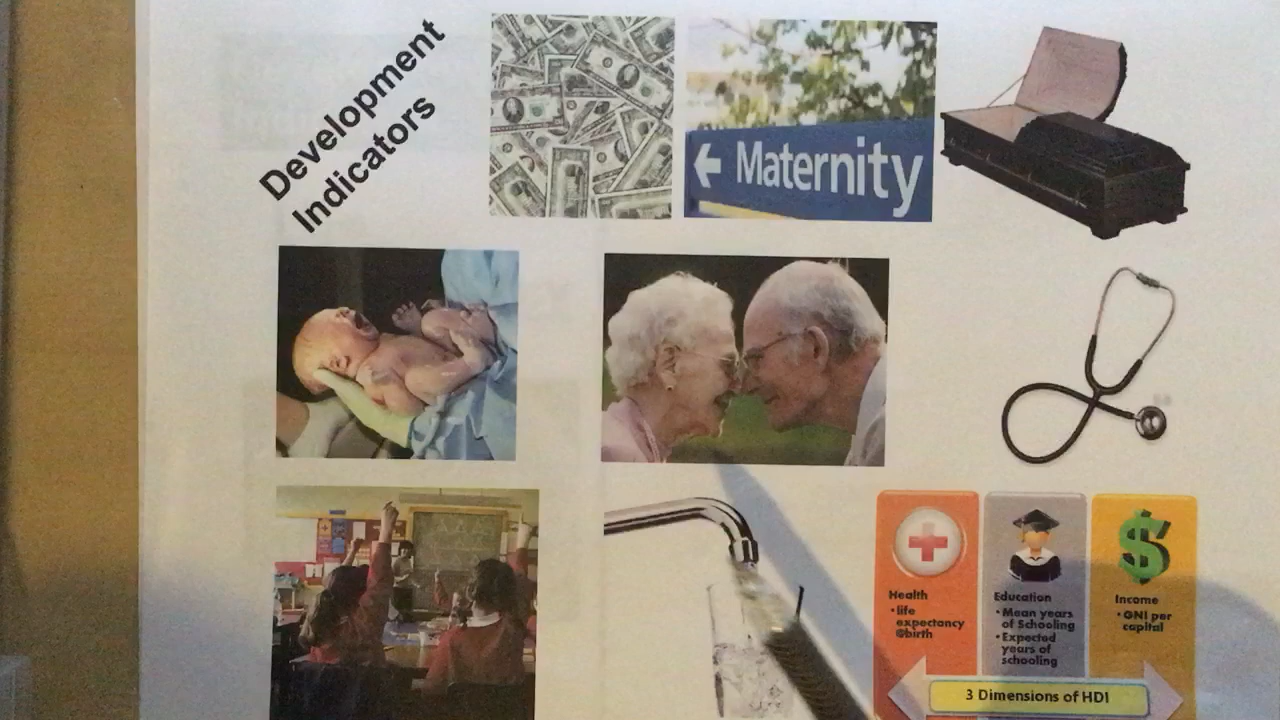 Development
Indicators
Maternity
Health
• life
expectancy
@birth
Education
• Mean years
of Schooling
• Expected
years of
schooling
Income
• GNI per
capital
3 Dimensions of HDI